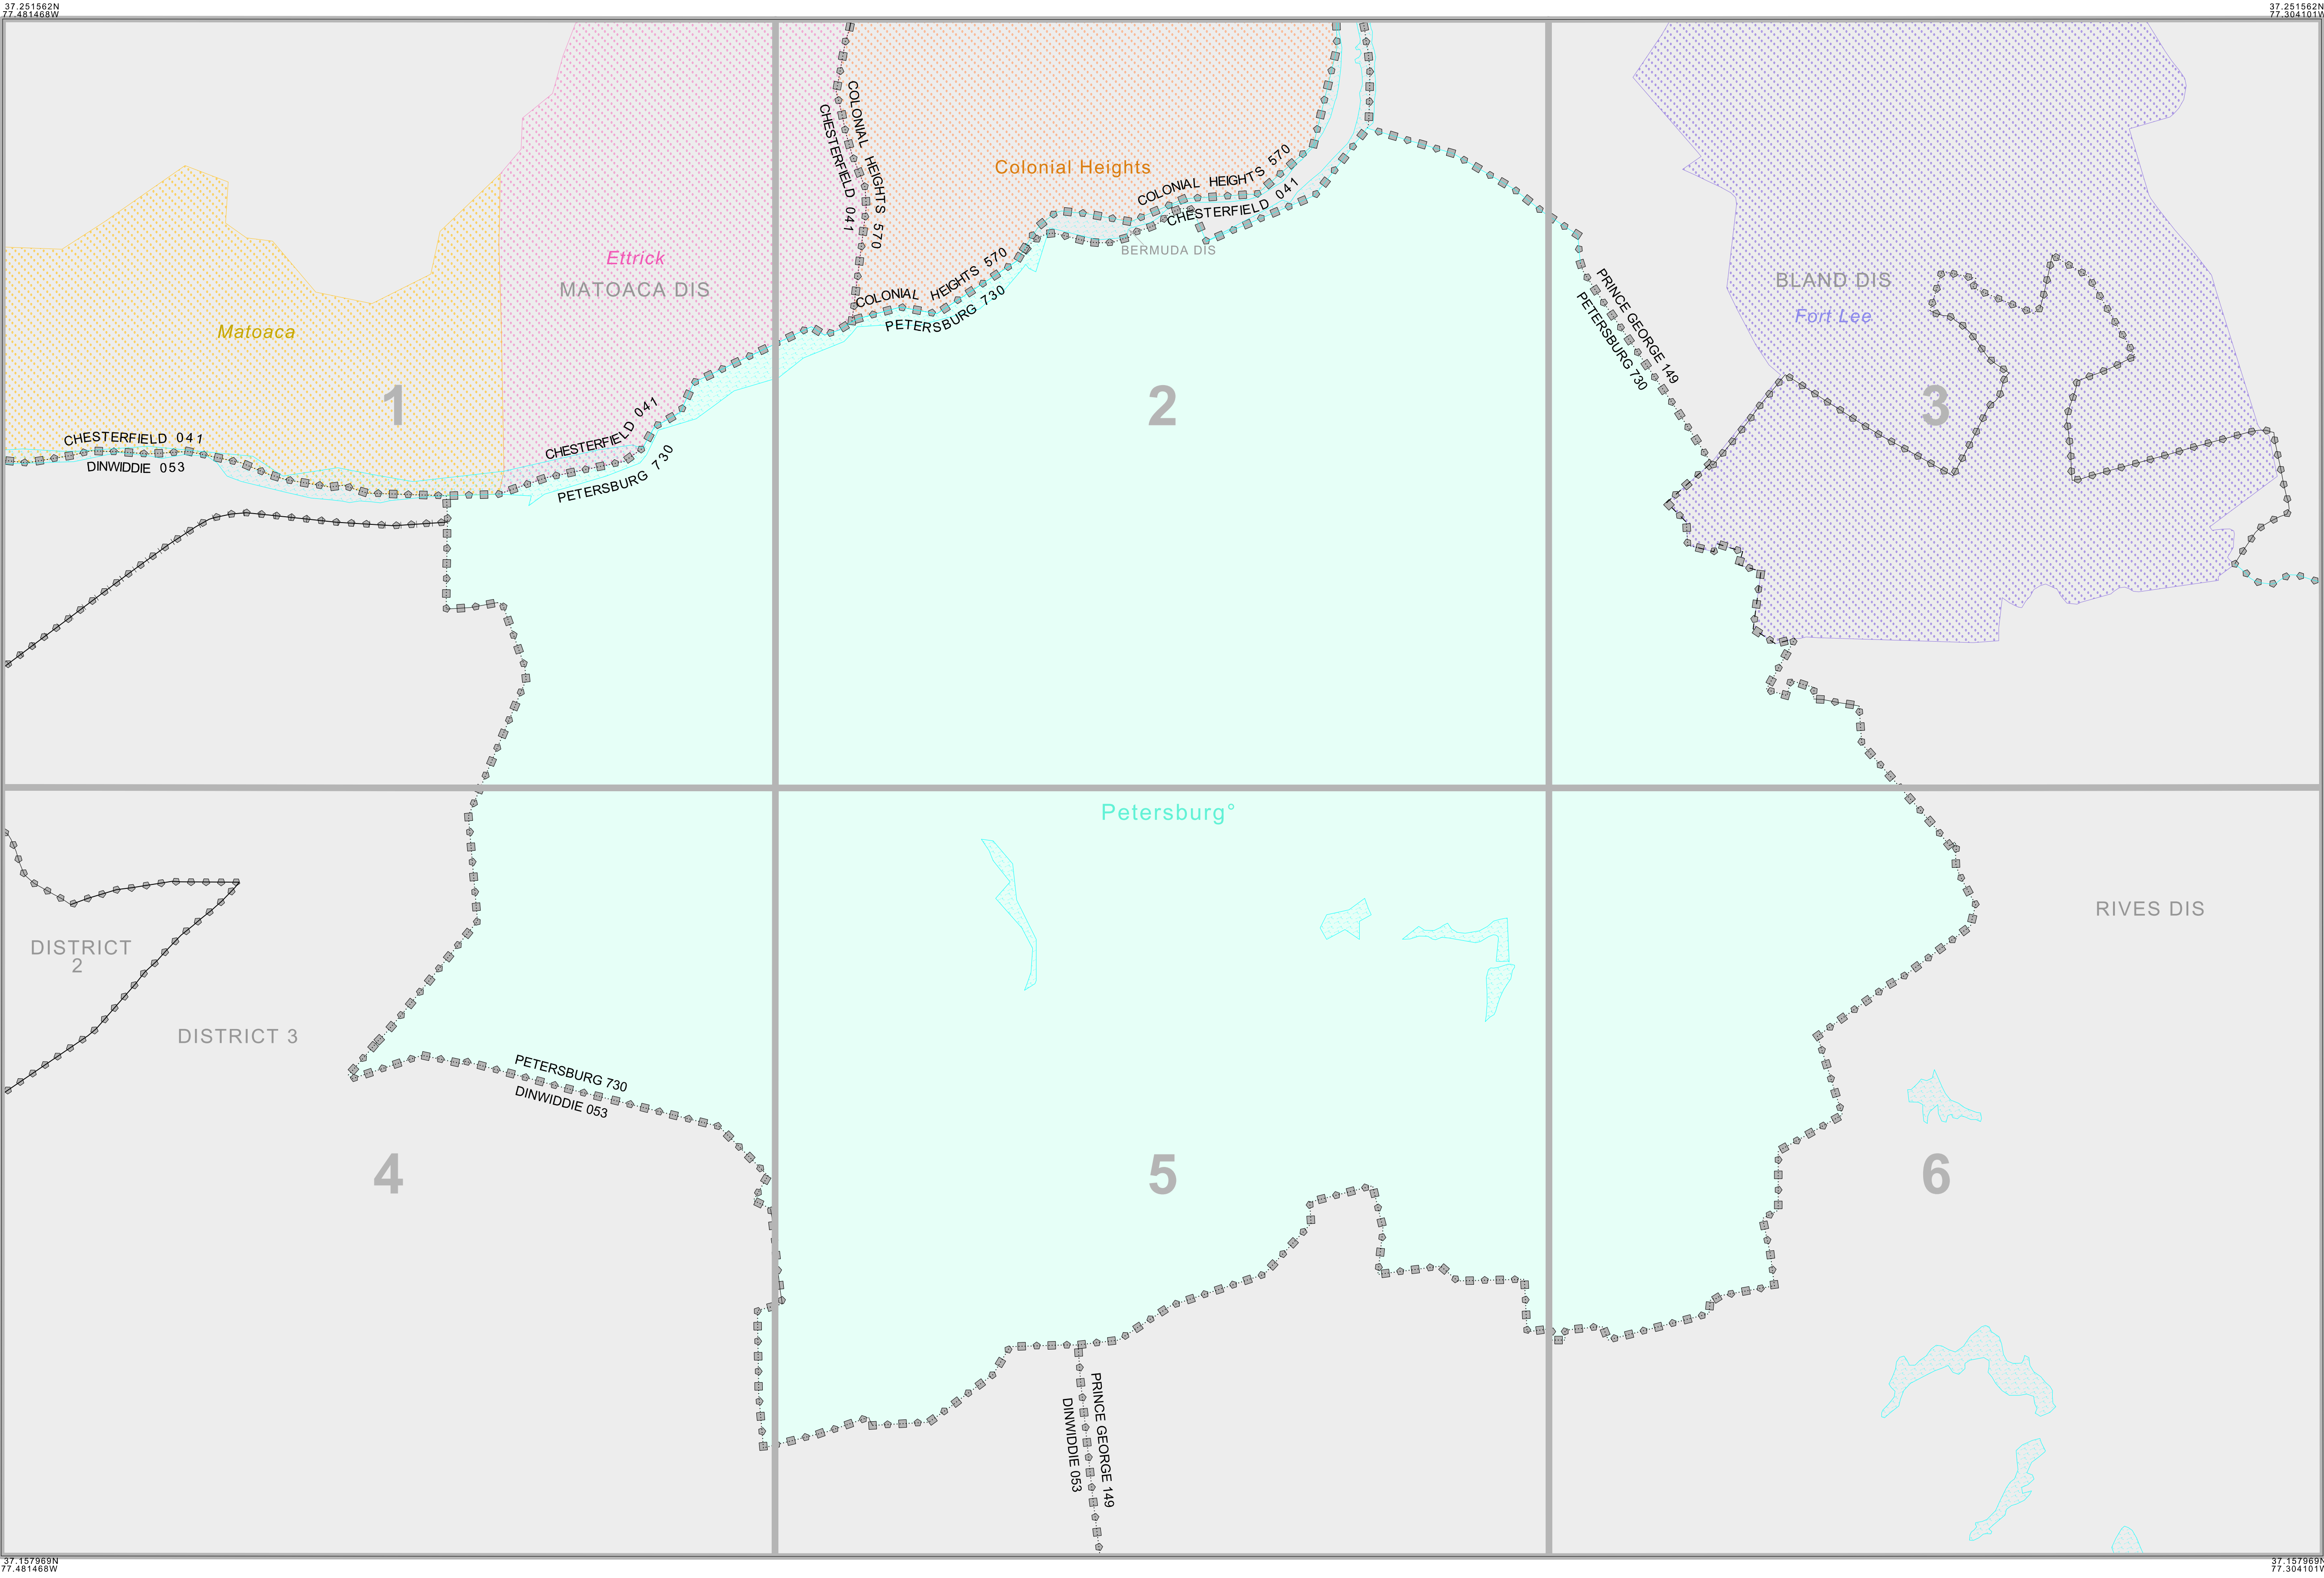 37.251562N
77.481468W
37.251562N
77.304101W
COLONIAL HEIGHTS 570
CHESTERFIELD 041
Colonial Heights
COLONIAL HEIGHTS 570
CHESTERFIELD 041
BERMUDA DIS
Ettrick
MATOACA DIS
Matoaca
COLONIAL HEIGHTS 570
PETERSBURG 730
PRINCE GEORGE 149
PETERSBURG 730
BLAND DIS
Fort Lee
1
2
3
CHESTERFIELD 041
DINWIDDIE 053
CHESTERFIELD 041
PETERSBURG 730
Petersburg°
DISTRICT
2
DISTRICT 3
RIVES DIS
PETERSBURG 730
DINWIDDIE 053
4
5
6
PRINCE GEORGE 149
DINWIDDIE 053
37.157969N
77.481468W
37.157969N
77.304101W